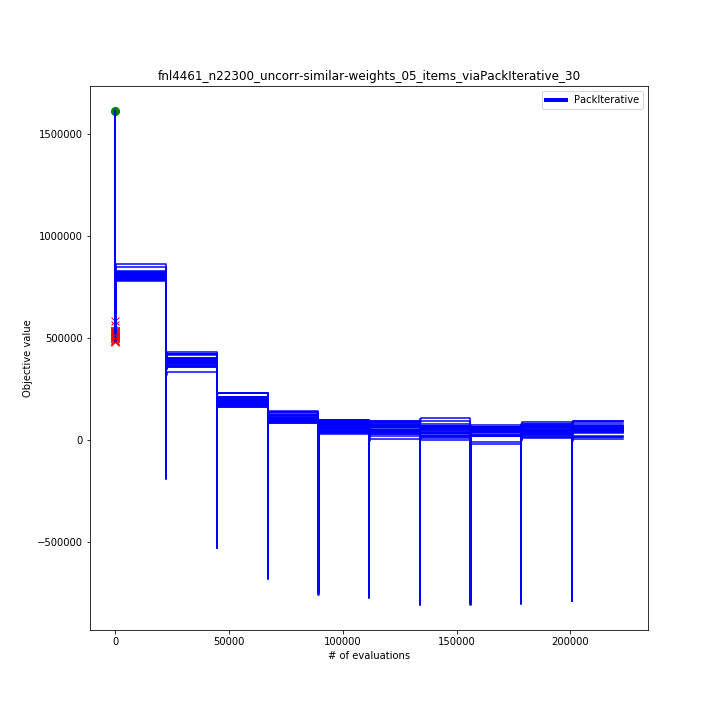 fnl4461_n22300_uncorr-similar-weights_05_items_viaPackIterative_30
PackIterative
1500000
1000000
500000
0
−500000
Objective value
0 50000 100000 150000 200000
# of evaluations